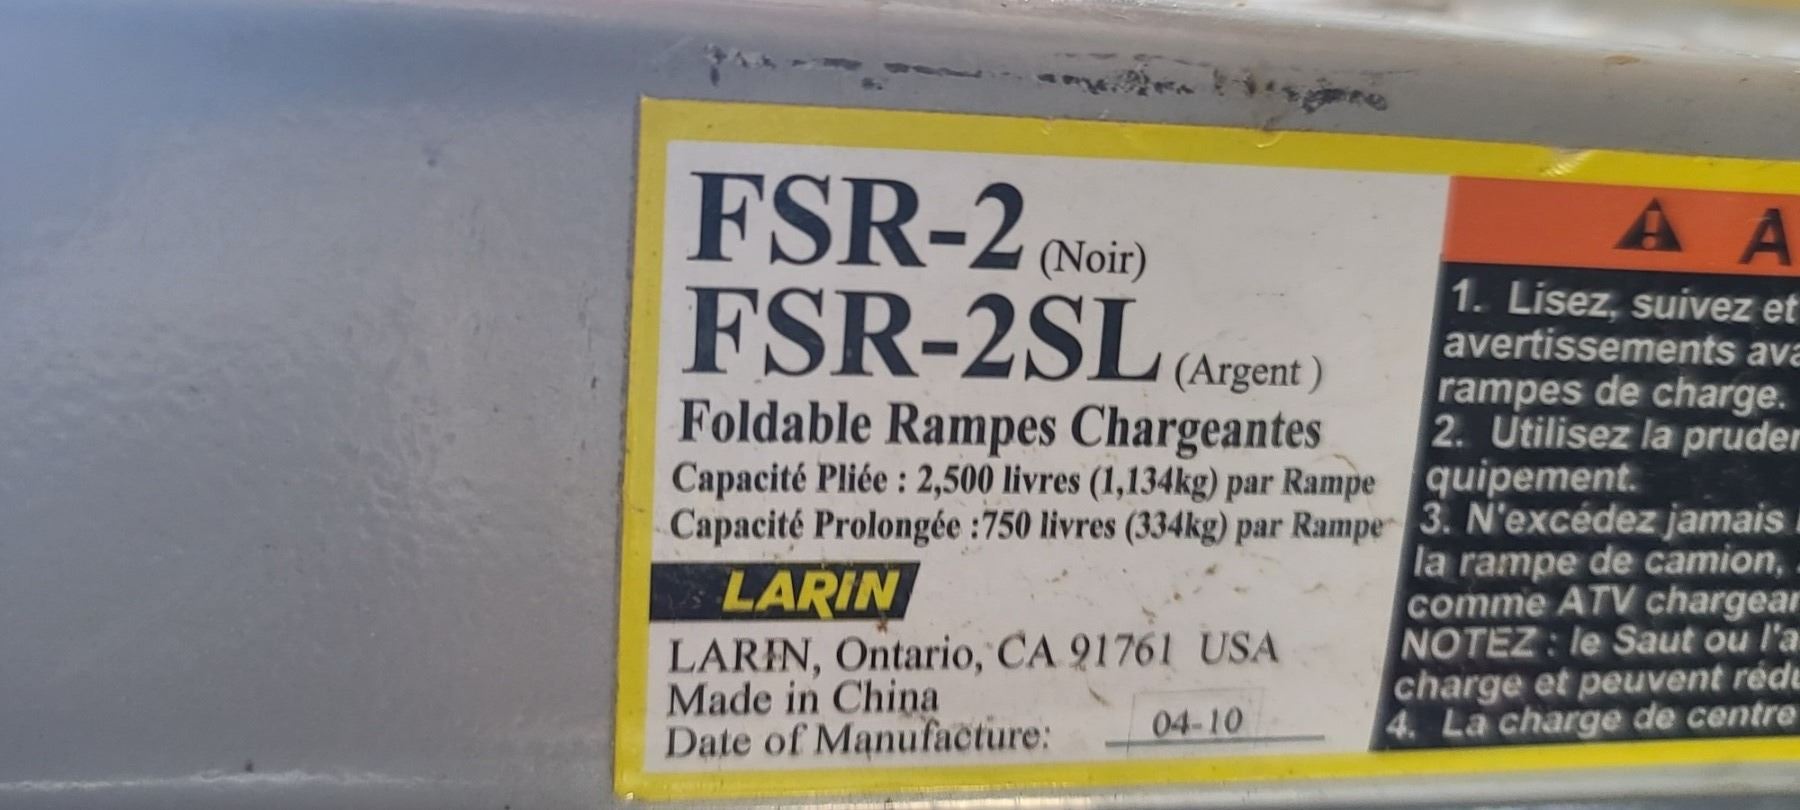 FSR-2 (Noir)
FSR-2SL (Argent )
Foldable Rampes Chargeantes
Capacité Pliée : 2,500 livres (1,134kg) par Rampe
Capacité Prolongée :750 livres (334kg) par Rampe
LARIN
LARIN, Ontario, CA 91761 USA
Made in China
Date of Manufacture: 04-10
A
1. Lisez, suivez et
avertissements ava
rampes de charge.
2. Utilisez la pruden
quipement.
3. N'excédez jamais
la rampe de camion,
comme ATV chargean
NOTEZ : le Saut ou l'a
charge et peuvent rédu
4. La charge de centre